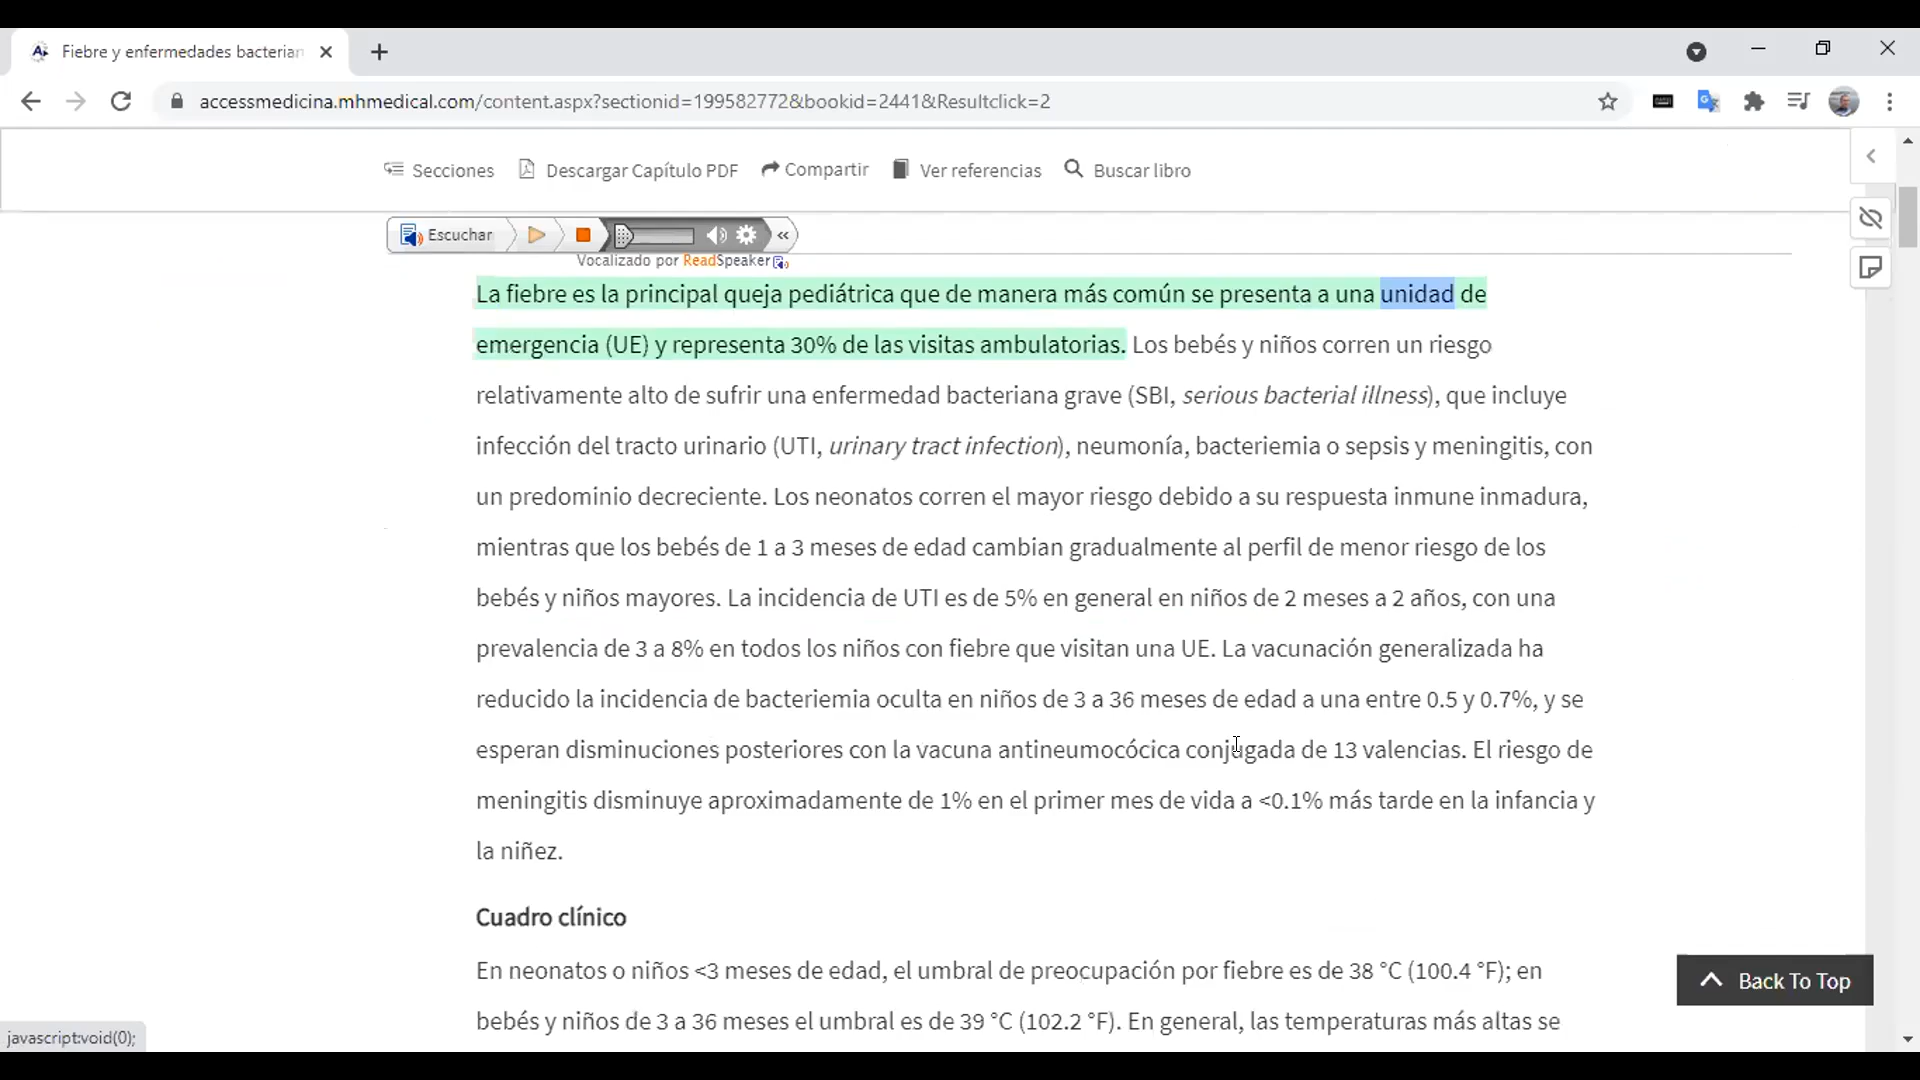 Fiebre y enfermedades bacterian
accessmedicina.mhmedical.com/content.aspx?sectionid=199582772&bookid=2441&Resultclick=2
Secciones Descargar Capítulo PDF Compartir Ver referencias Buscar libro
Escuchar
Vocalizado por ReadSpeaker
La fiebre es la principal queja pediátrica que de manera más común se presenta a una unidad de
emergencia (UE) y representa 30% de las visitas ambulatorias. Los bebés y niños corren un riesgo
relativamente alto de sufrir una enfermedad bacteriana grave (SBI, serious bacterial illness), que incluye
infección del tracto urinario (UTI, urinary tract infection), neumonía, bacteriemia o sepsis y meningitis, con
un predominio decreciente. Los neonatos corren el mayor riesgo debido a su respuesta inmune inmadura,
mientras que los bebés de 1 a 3 meses de edad cambian gradualmente al perfil de menor riesgo de los
bebés y niños mayores. La incidencia de UTI es de 5% en general en niños de 2 meses a 2 años, con una
prevalencia de 3 a 8% en todos los niños con fiebre que visitan una UE. La vacunación generalizada ha
reducido la incidencia de bacteriemia oculta en niños de 3 a 36 meses de edad a una entre 0.5 y 0.7%, y se
esperan disminuciones posteriores con la vacuna antineumocócica conjugada de 13 valencias. El riesgo de
meningitis disminuye aproximadamente de 1% en el primer mes de vida a <0.1% más tarde en la infancia y
la niñez.
Cuadro clínico
En neonatos o niños <3 meses de edad, el umbral de preocupación por fiebre es de 38 °C (100.4 °F); en
bebés y niños de 3 a 36 meses el umbral es de 39 °C (102.2 °F). En general, las temperaturas más altas se
Back To Top
javascript:void(0);